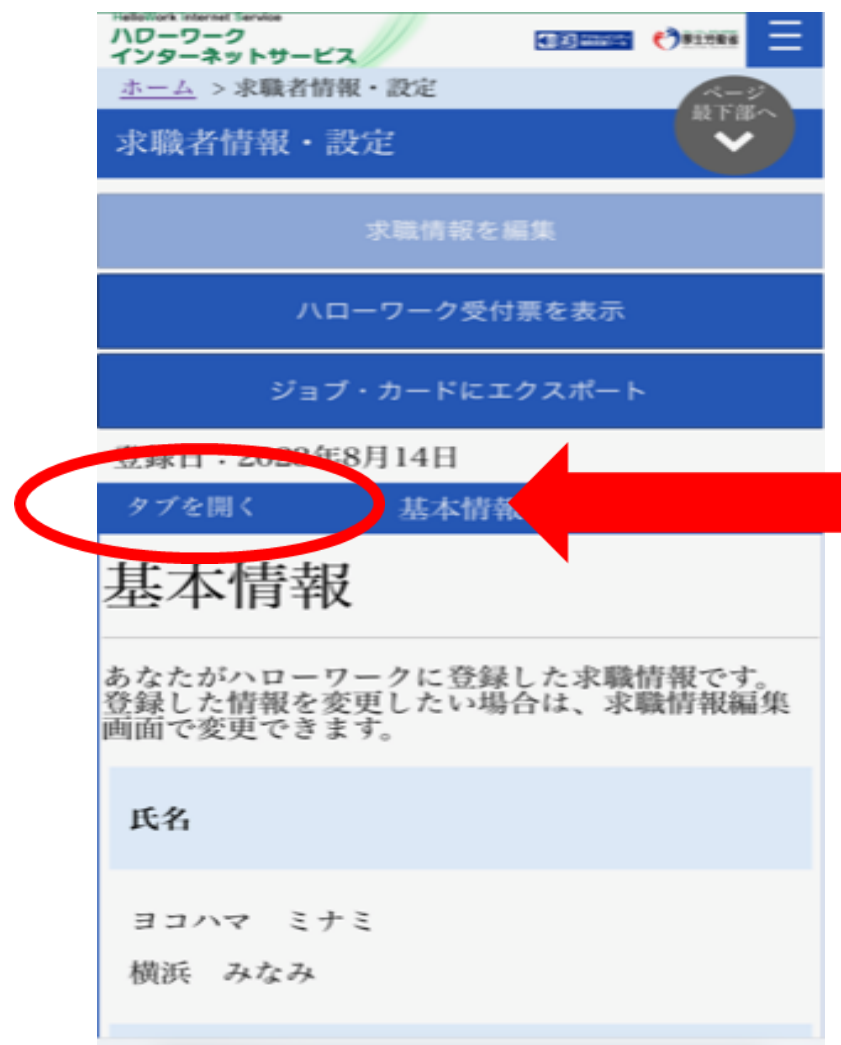 HelloWork Internet Service
ハローワーク
インターネットサービス
ホーム > 求職者情報・設定
ページ
最下部へ
求職者情報・設定
求職情報を編集
ハローワーク受付票を表示
ジョブ・カードにエクスポート
登録日：2023年8月14日
タブを開く
基本情報
基本情報
あなたがハローワークに登録した求職情報です。
登録した情報を変更したい場合は、求職情報編集
画面で変更できます。
氏名
ヨコハマ ミナミ
横浜 みなみ